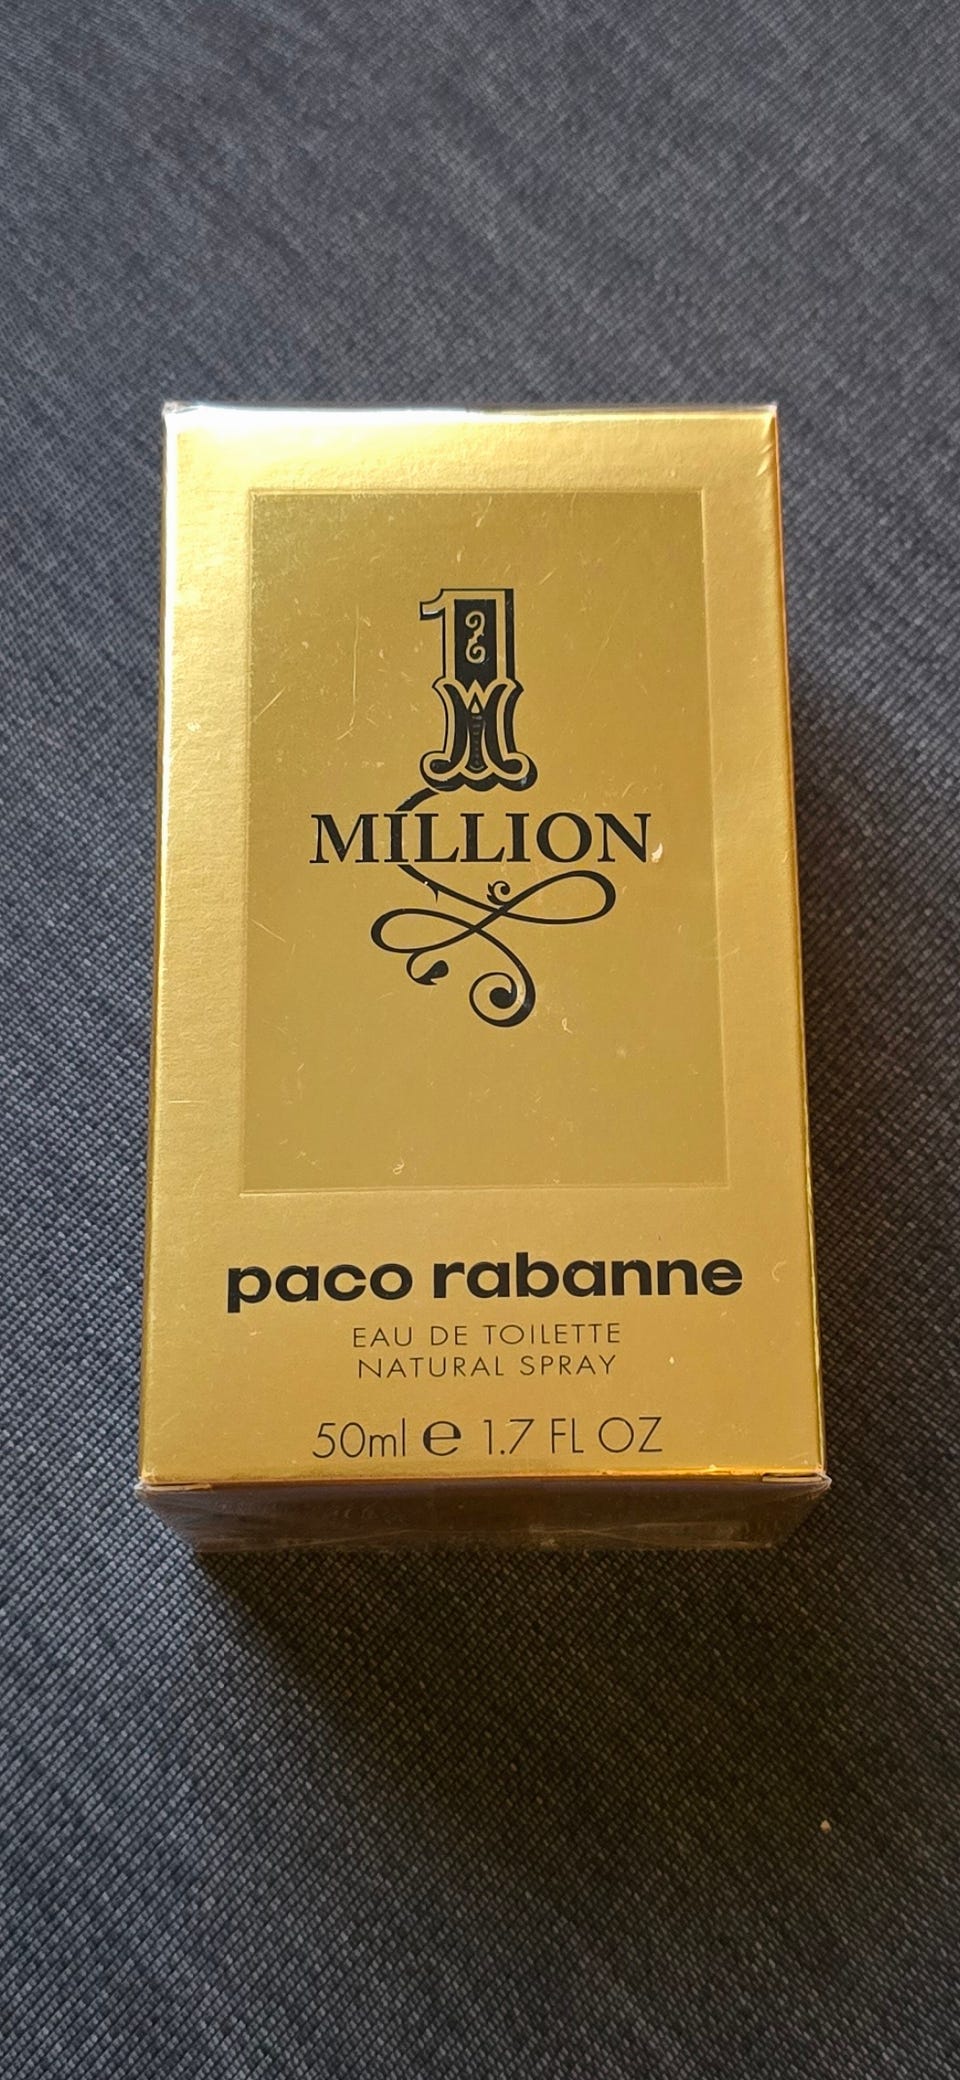 1
MILLION
paco rabanne
EAU DE TOILETTE
NATURAL SPRAY
50ml e 1.7 FL OZ